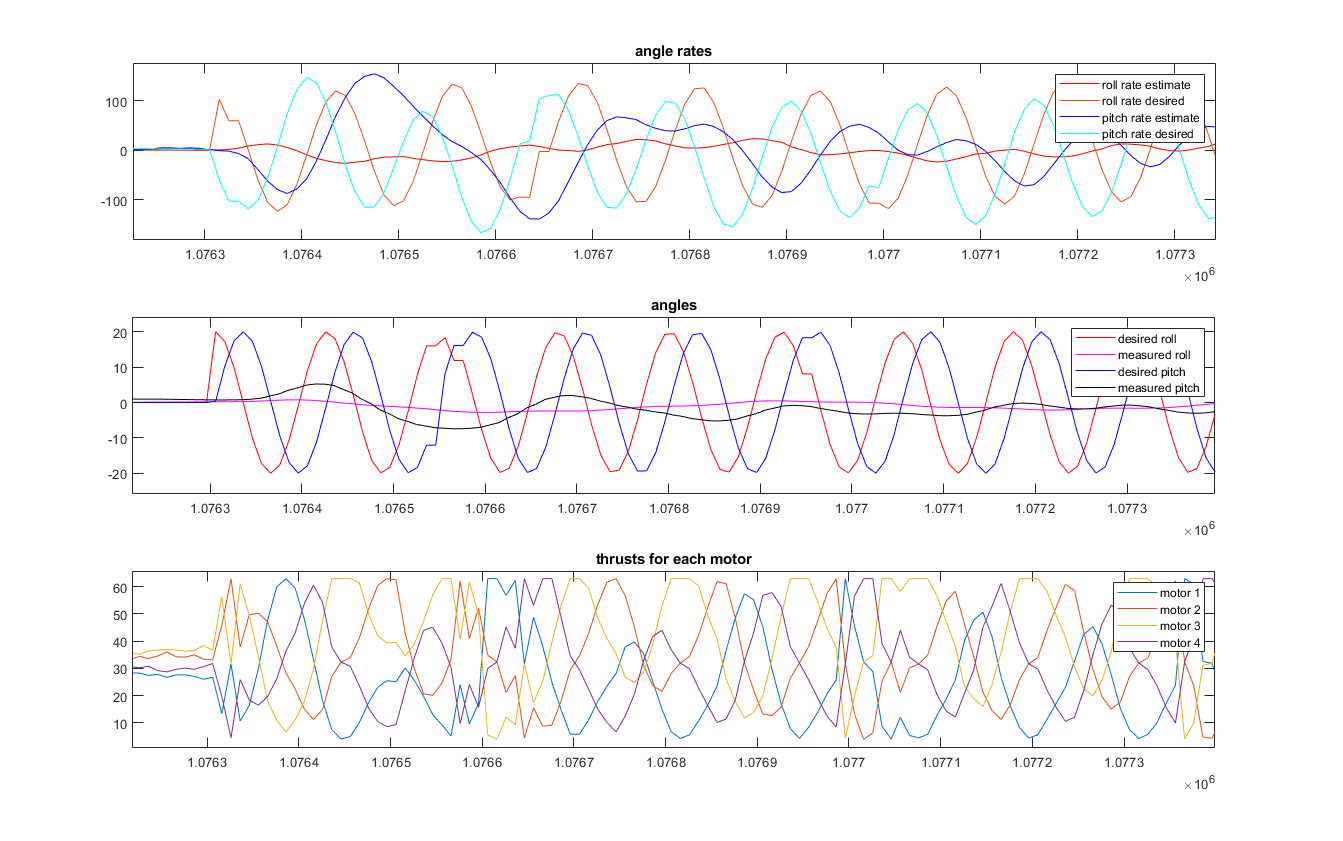 angle rates
100
0
-100
roll rate estimate
roll rate desired
pitch rate estimate
pitch rate desired
1.0763 1.0764 1.0765 1.0766 1.0767 1.0768 1.0769 1.077 1.0771 1.0772 1.0773
×10^6
angles
20
10
0
-10
-20
desired roll
measured roll
desired pitch
measured pitch
1.0763 1.0764 1.0765 1.0766 1.0767 1.0768 1.0769 1.077 1.0771 1.0772 1.0773
×10^6
thrusts for each motor
60
50
40
30
20
10
motor 1
motor 2
motor 3
motor 4
1.0763 1.0764 1.0765 1.0766 1.0767 1.0768 1.0769 1.077 1.0771 1.0772 1.0773
×10^6